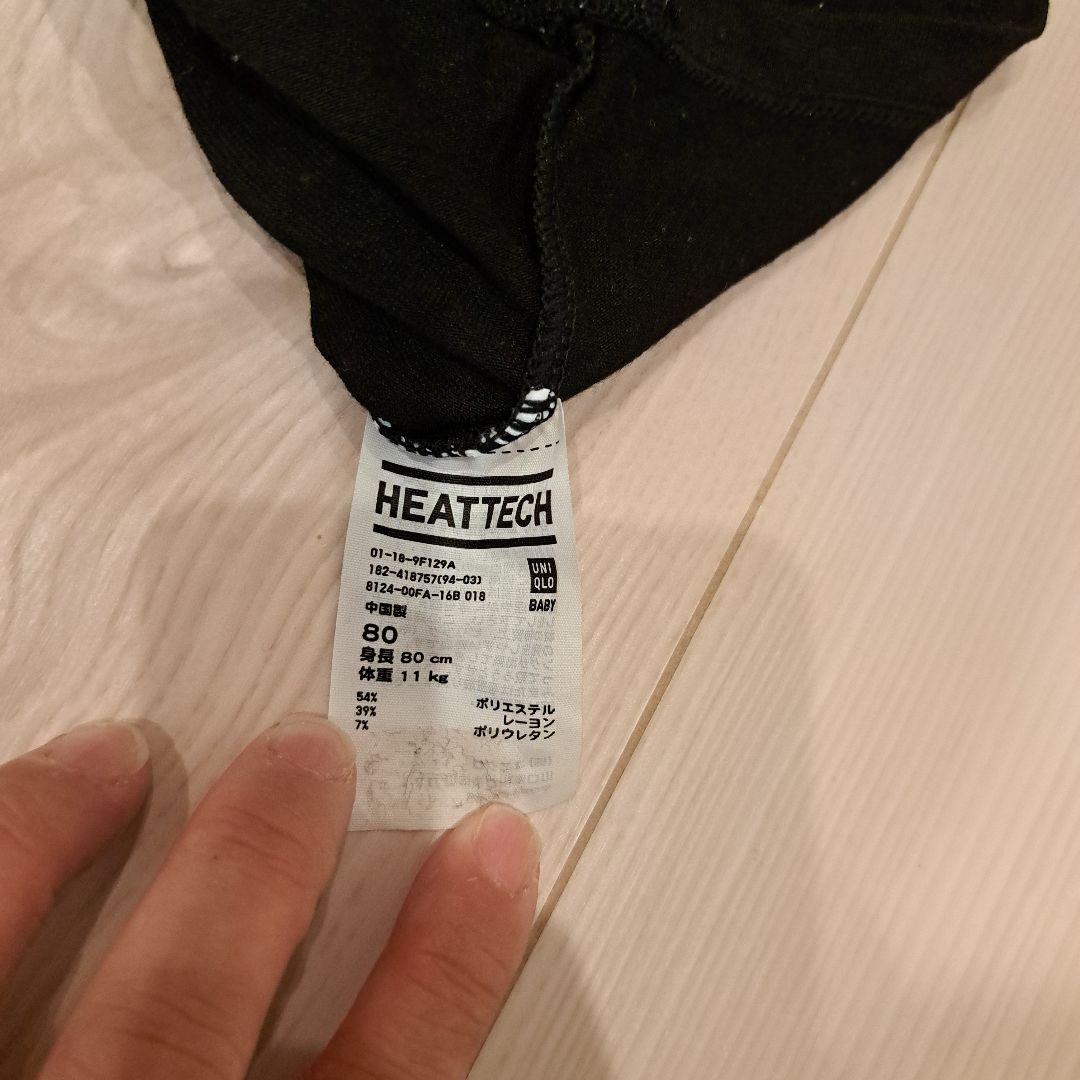 HEATTECH
01-18-9F129A
182-418757(94-03)
8124-00FA-16B 018
UNI
QLO
BABY
中国製
80
身長 80 cm
体重 11 kg
54% ポリエステル
39% レーヨン
7% ポリウレタン